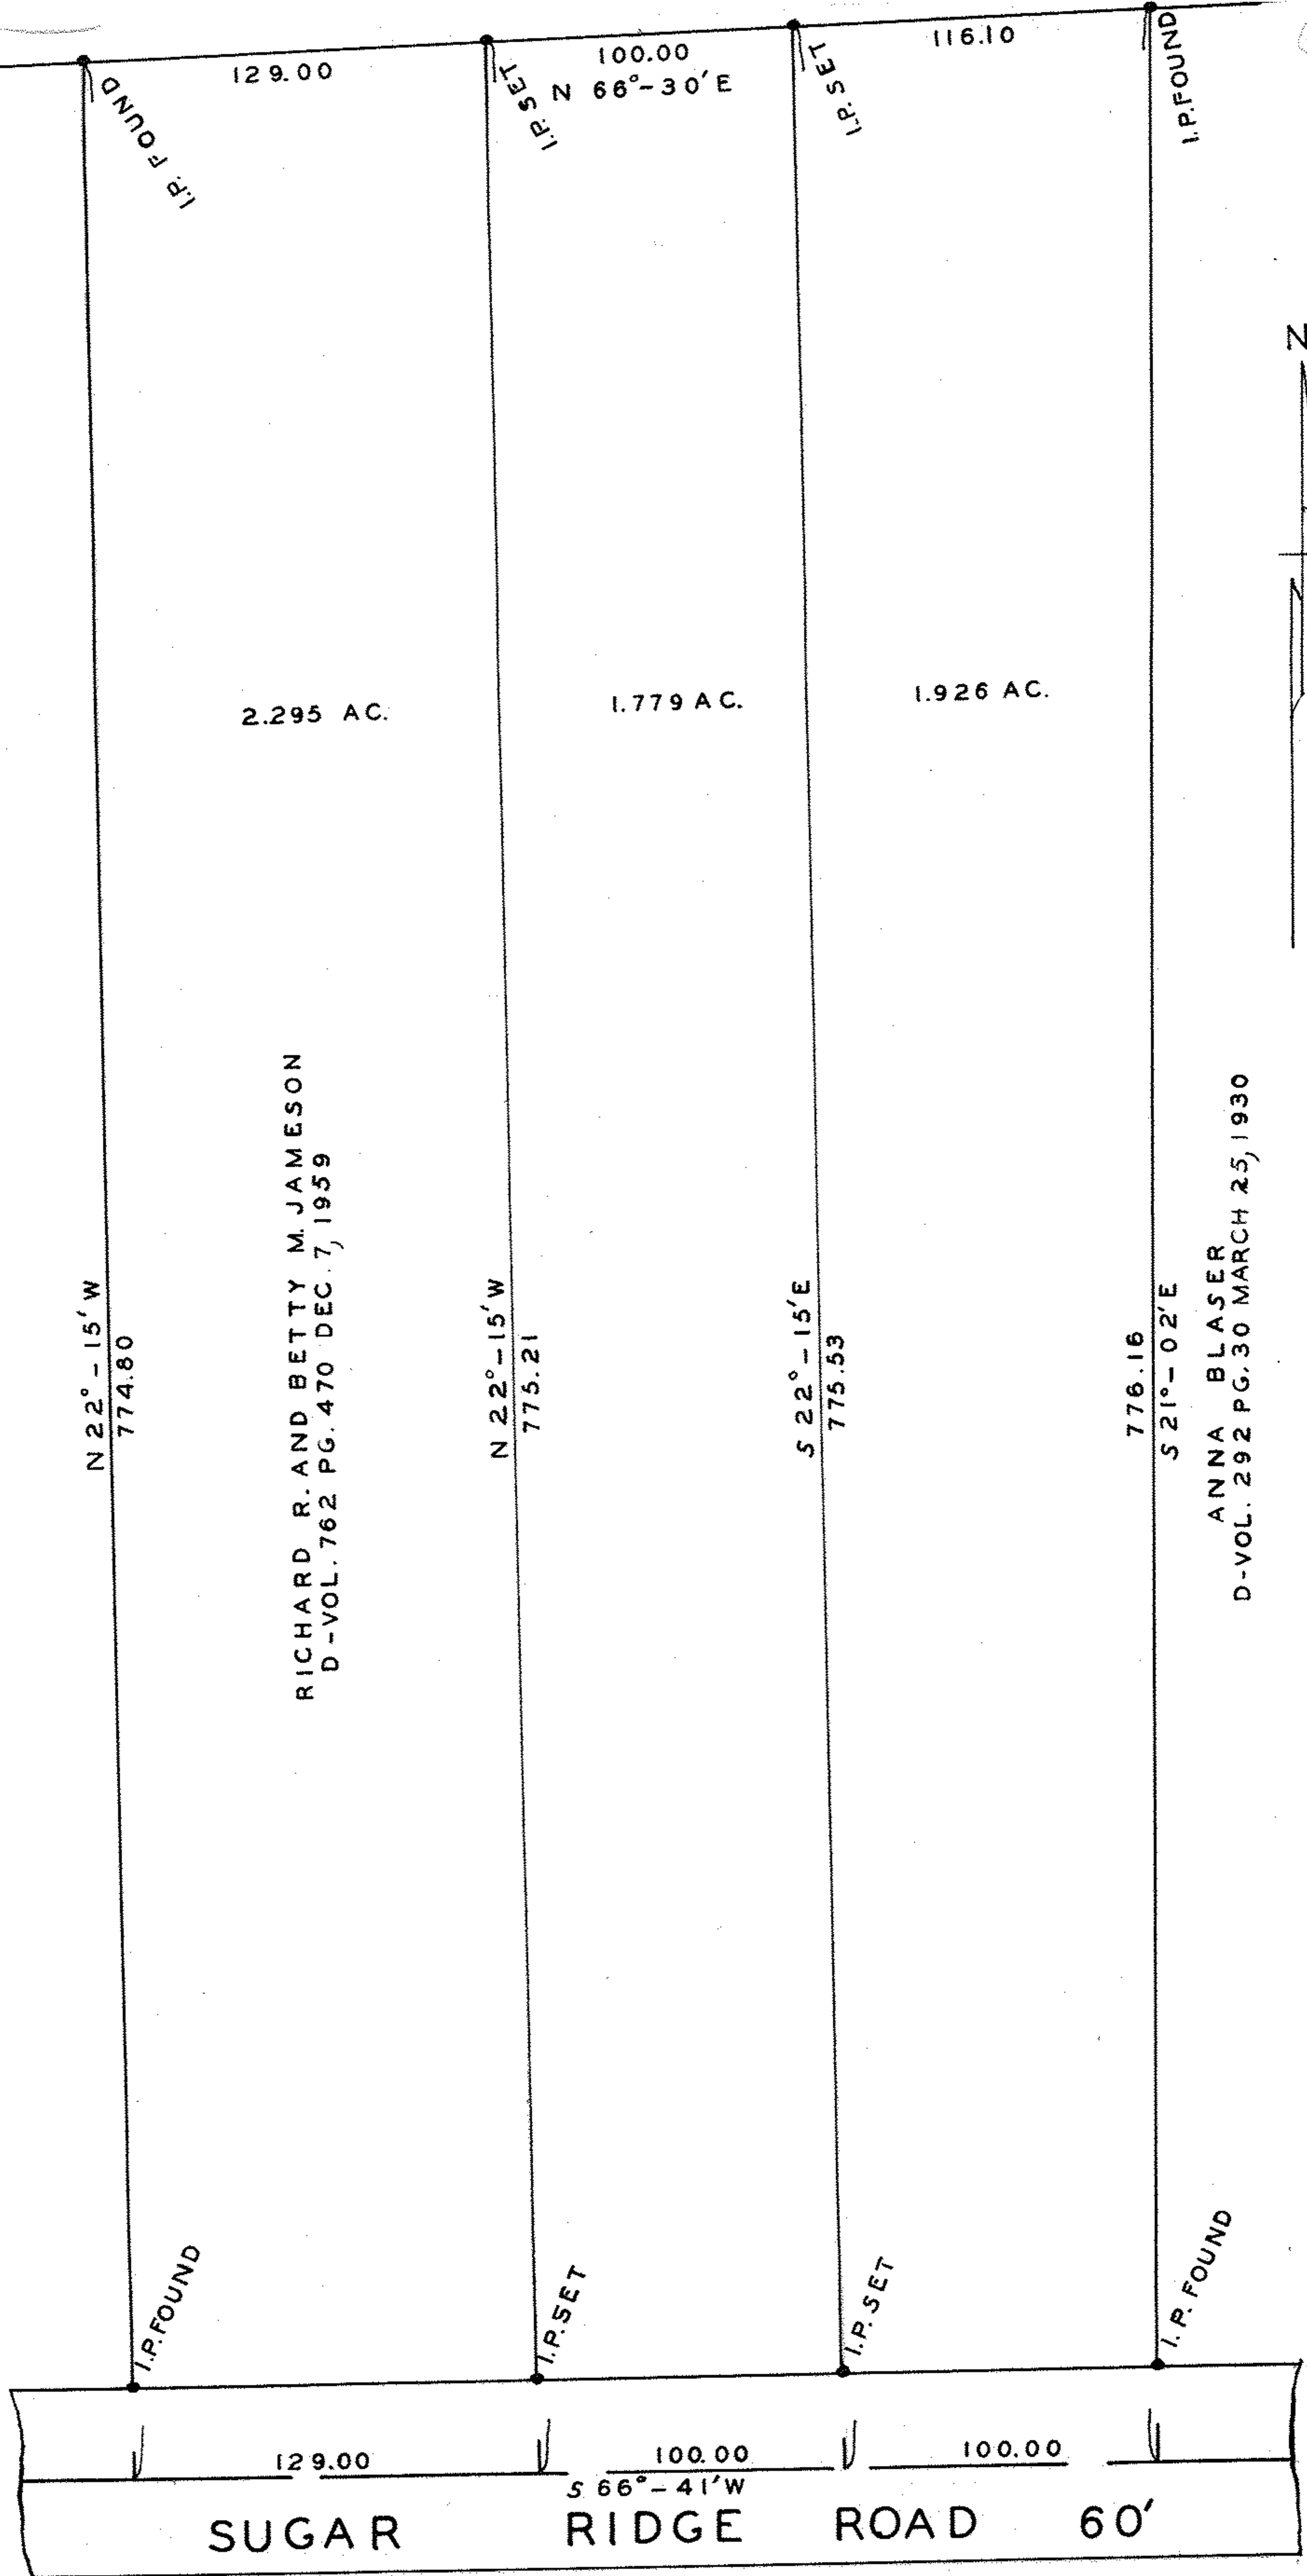 129.00
100.00
116.10
N 66°-30'E
I.P. FOUND
I.P. SET
I.P. SET
I.P. FOUND
N
2.295 AC.
1.779 AC.
1.926 AC.
N 22°-15'W
774.80
RICHARD R. AND BETTY M. JAMESON
D-VOL. 762 PG. 470 DEC. 7, 1959
N 22°-15'W
775.21
S 22°-15'E
775.53
776.16
S 21°-02'E
ANNA BLASER
D-VOL. 292 PG. 30 MARCH 25, 1930
I.P. FOUND
I.P. SET
I.P. SET
I.P. FOUND
129.00
100.00
100.00
S 66°-41'W
SUGAR RIDGE ROAD 60'